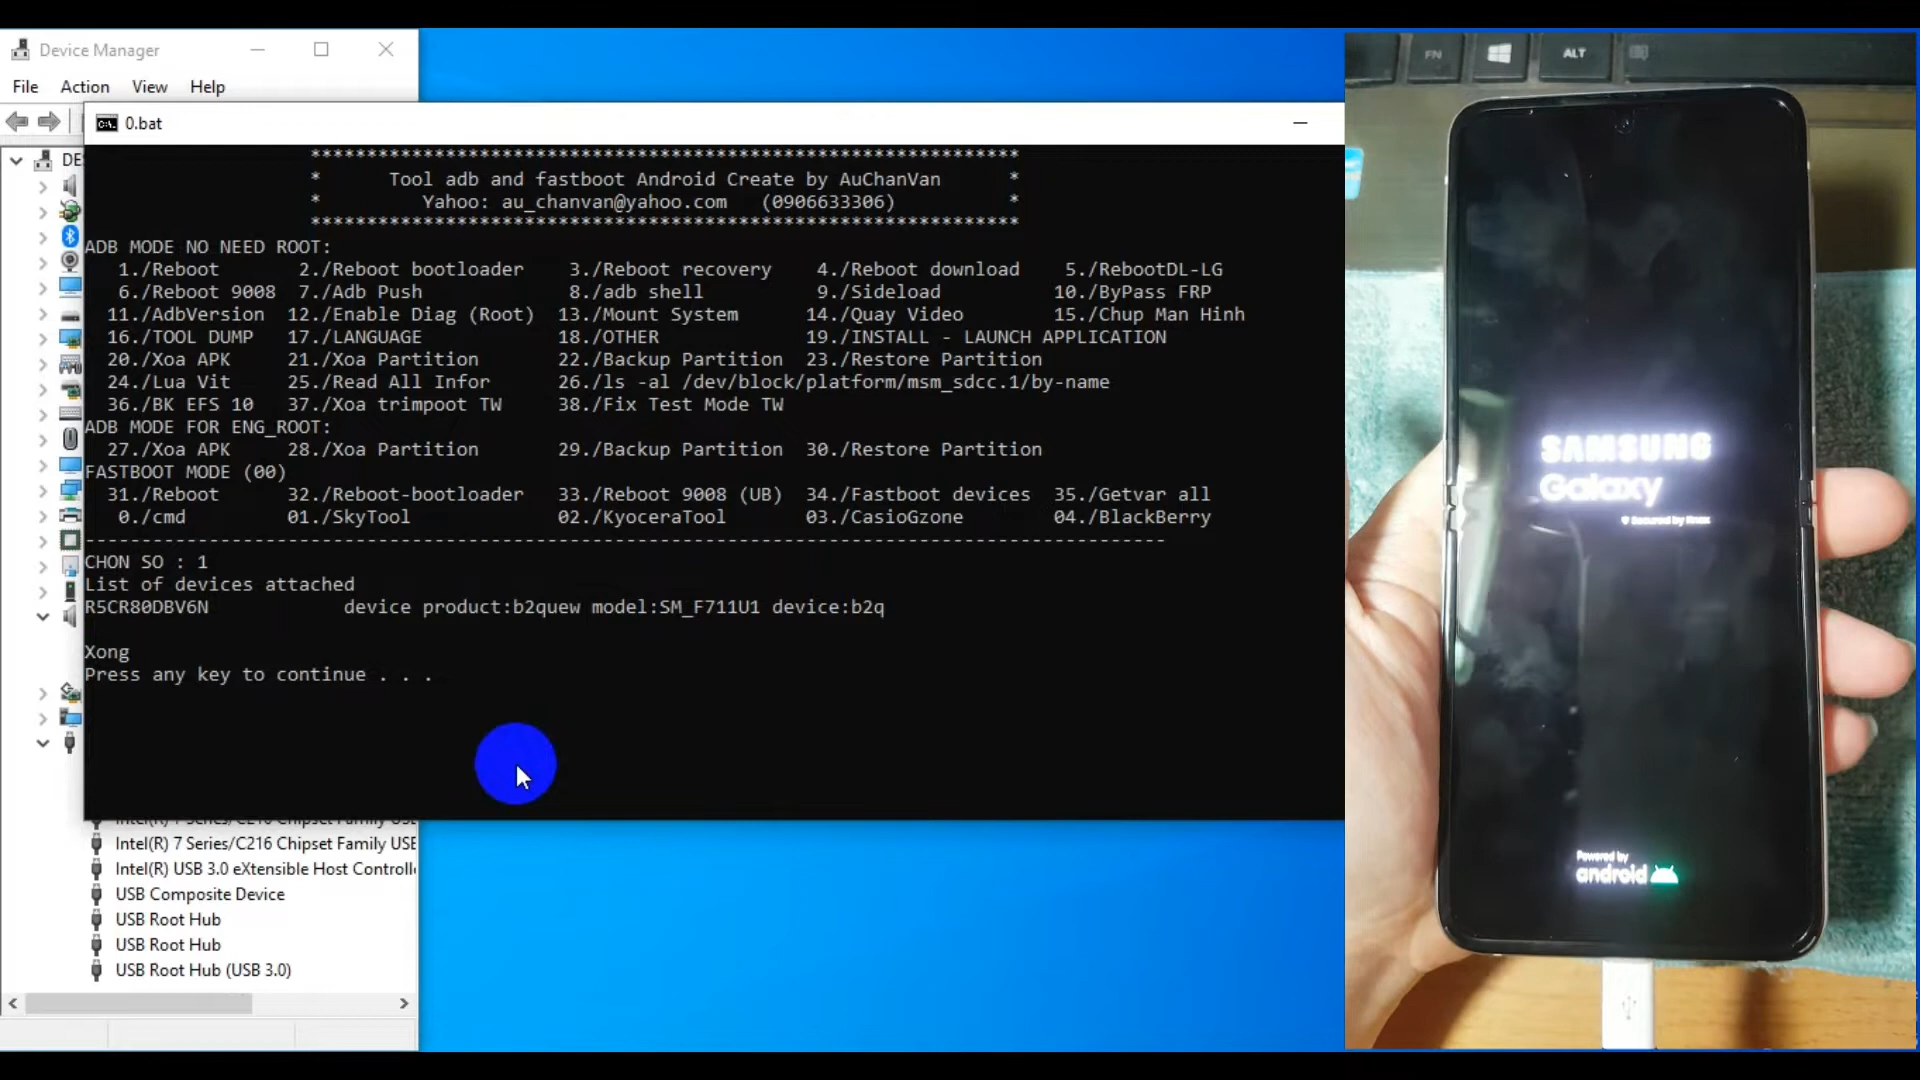 Device Manager
File Action View Help
0.bat
DE
***************************************************************
* Tool adb and fastboot Android Create by AuChanVan *
* Yahoo: au_chanvan@yahoo.com (0906633306) *
***************************************************************
ADB MODE NO NEED ROOT:
1./Reboot 2./Reboot bootloader 3./Reboot recovery 4./Reboot download 5./RebootDL-LG
6./Reboot 9008 7./Adb Push 8./adb shell 9./Sideload 10./ByPass FRP
11./AdbVersion 12./Enable Diag (Root) 13./Mount System 14./Quay Video 15./Chup Man Hinh
16./TOOL DUMP 17./LANGUAGE 18./OTHER 19./INSTALL - LAUNCH APPLICATION
20./Xoa APK 21./Xoa Partition 22./Backup Partition 23./Restore Partition
24./Lua Vit 25./Read All Infor 26./ls -al /dev/block/platform/msm_sdcc.1/by-name
36./BK EFS 10 37./Xoa trimpoot TW 38./Fix Test Mode TW
ADB MODE FOR ENG_ROOT:
27./Xoa APK 28./Xoa Partition 29./Backup Partition 30./Restore Partition
FASTBOOT MODE (00)
31./Reboot 32./Reboot-bootloader 33./Reboot 9008 (UB) 34./Fastboot devices 35./Getvar all
0./cmd 01./SkyTool 02./KyoceraTool 03./CasioGzone 04./BlackBerry
------------------------------------------------------------------------------------------------
CHON SO : 1
List of devices attached
R5CR80DBV6N device product:b2quew model:SM_F711U1 device:b2q
Xong
Press any key to continue . . .
Intel(R) 7 Series/C216 Chipset Family USB
Intel(R) USB 3.0 eXtensible Host Controll
USB Composite Device
USB Root Hub
USB Root Hub
USB Root Hub (USB 3.0)
FN
ALT
SAMSUNG
Galaxy
Secured by Knox
Powered by
android